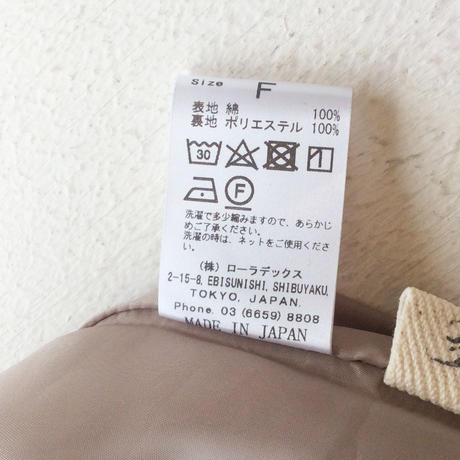 Size F
表地 綿 100%
裏地 ポリエステル 100%
30
F
洗濯で多少縮みますので、あらかじ
めご了承ください。
洗濯の時は、ネットをご使用くださ
い。
(株) ローラデックス
2-15-8, EBISUNISHI, SHIBUYAKU,
TOKYO, JAPAN.
Phone. 03 (6659) 8808
MADE IN JAPAN